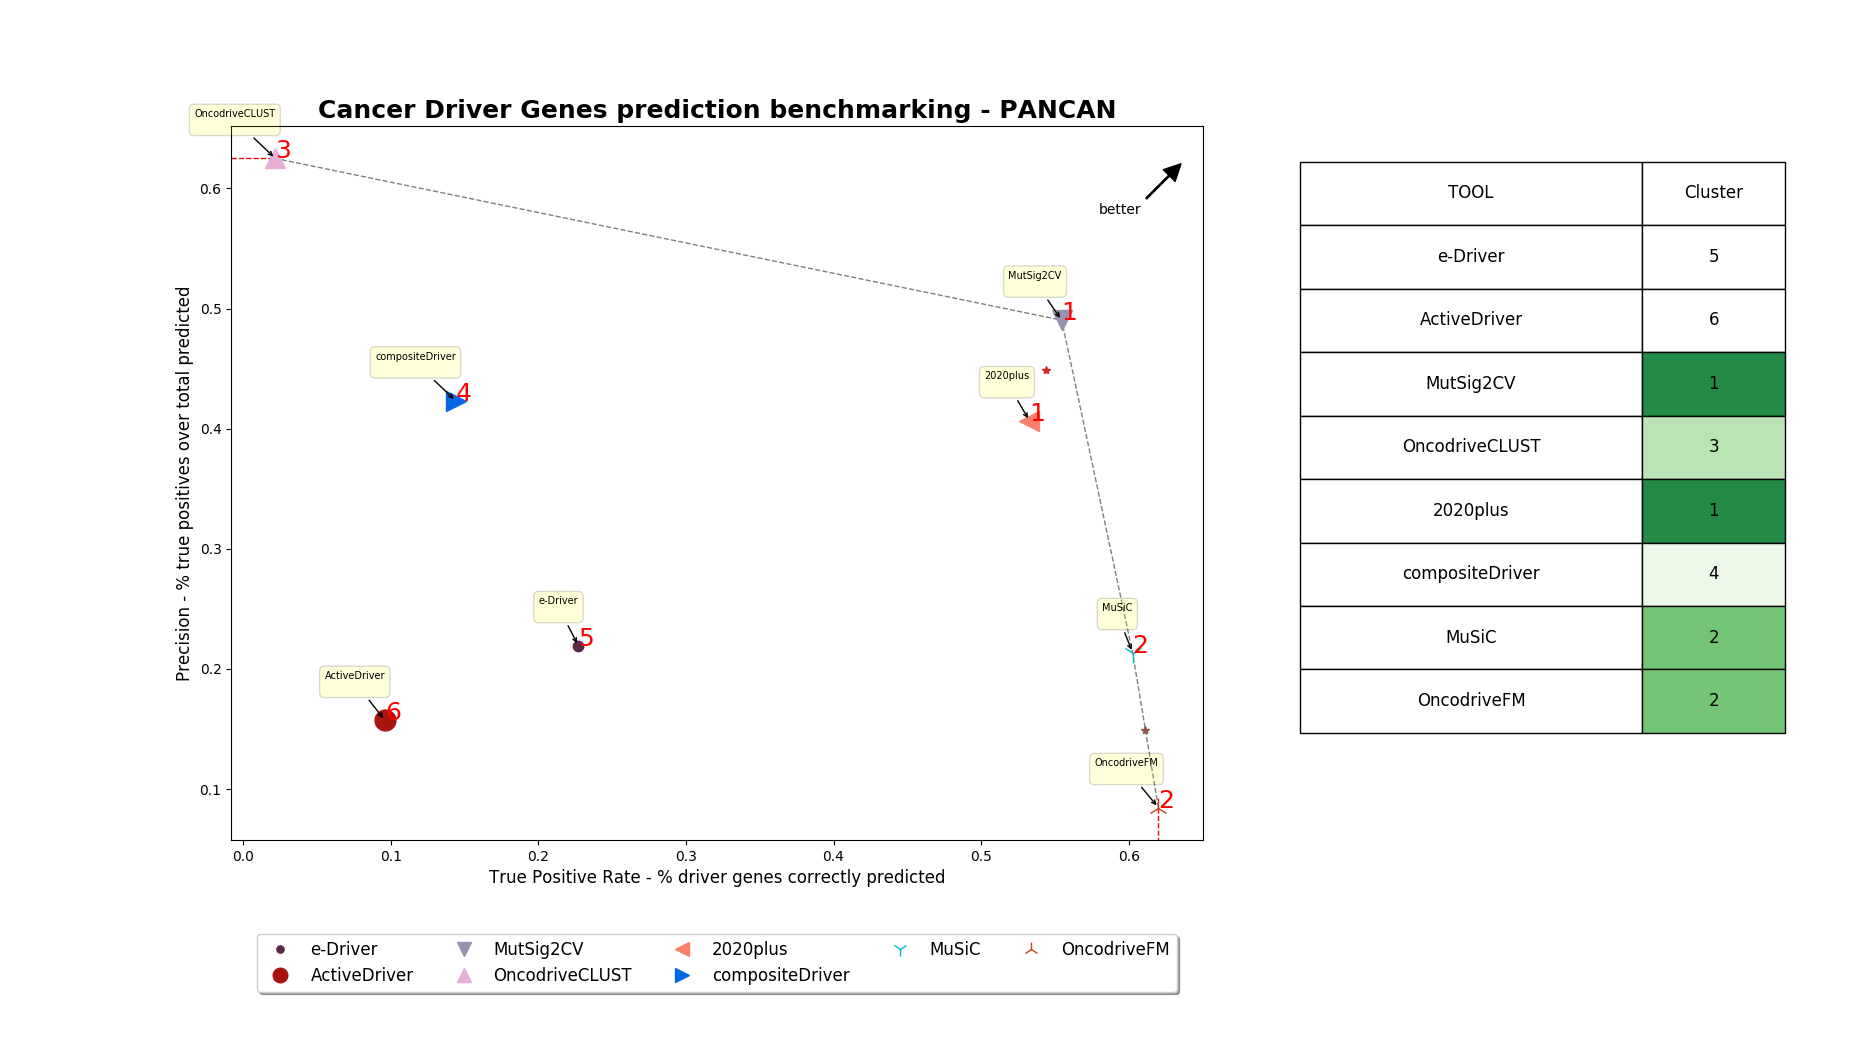 Cancer Driver Genes prediction benchmarking - PANCAN
OncodriveCLUST
3
better
MutSig2CV
1
compositeDriver
4
2020plus
1
e-Driver
5
MuSiC
2
ActiveDriver
6
OncodriveFM
2
0.6
0.5
0.4
0.3
0.2
0.1
Precision - % true positives over total predicted
0.0 0.1 0.2 0.3 0.4 0.5 0.6
True Positive Rate - % driver genes correctly predicted
e-Driver MutSig2CV 2020plus MuSiC OncodriveFM
ActiveDriver OncodriveCLUST compositeDriver
TOOL Cluster
e-Driver 5
ActiveDriver 6
MutSig2CV 1
OncodriveCLUST 3
2020plus 1
compositeDriver 4
MuSiC 2
OncodriveFM 2